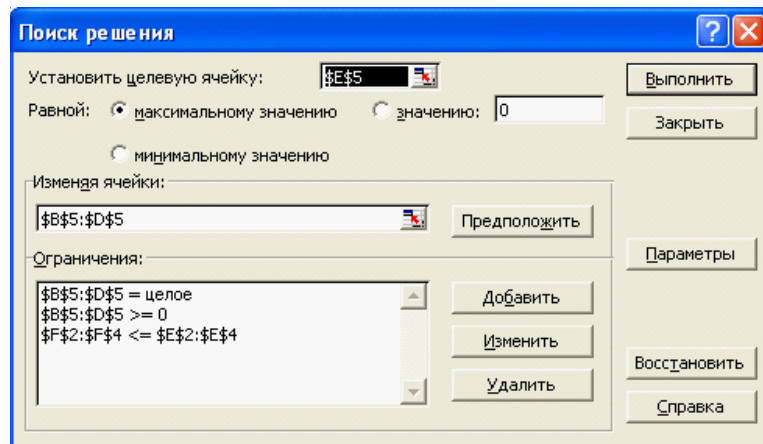 Поиск решения
Установить целевую ячейку: $E$5 Выполнить
Равной: максимальному значению значению: 0 Закрыть
минимальному значению
Изменяя ячейки:
$B$5:$D$5 Предположить
Ограничения: Параметры
$B$5:$D$5 = целое Добавить
$B$5:$D$5 >= 0
$F$2:$F$4 <= $E$2:$E$4 Изменить
Восстановить
Удалить
Справка